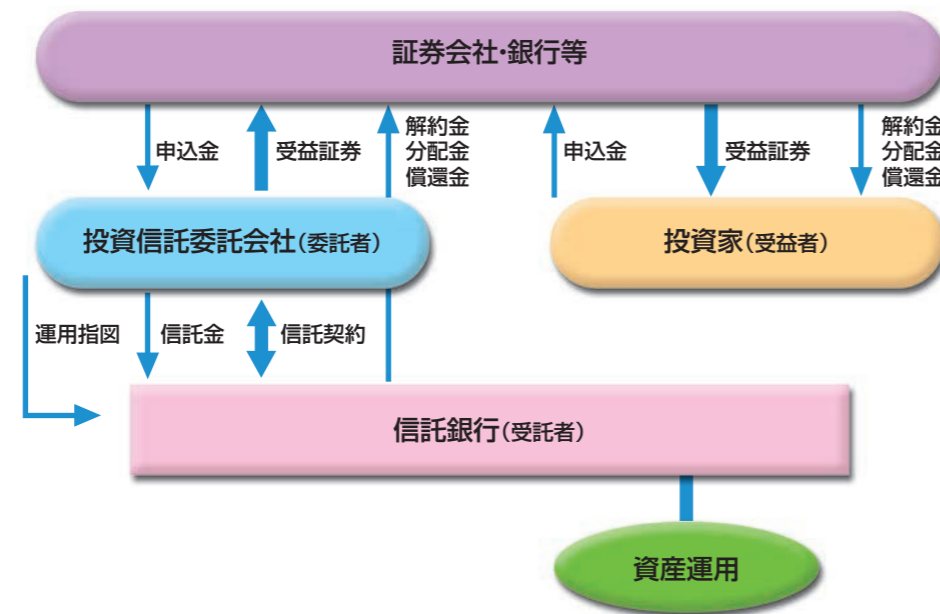 証券会社・銀行等
申込金
受益証券
解約金
分配金
償還金
申込金
受益証券
解約金
分配金
償還金
投資信託委託会社(委託者)
投資家(受益者)
運用指図
信託金
信託契約
信託銀行(受託者)
資産運用